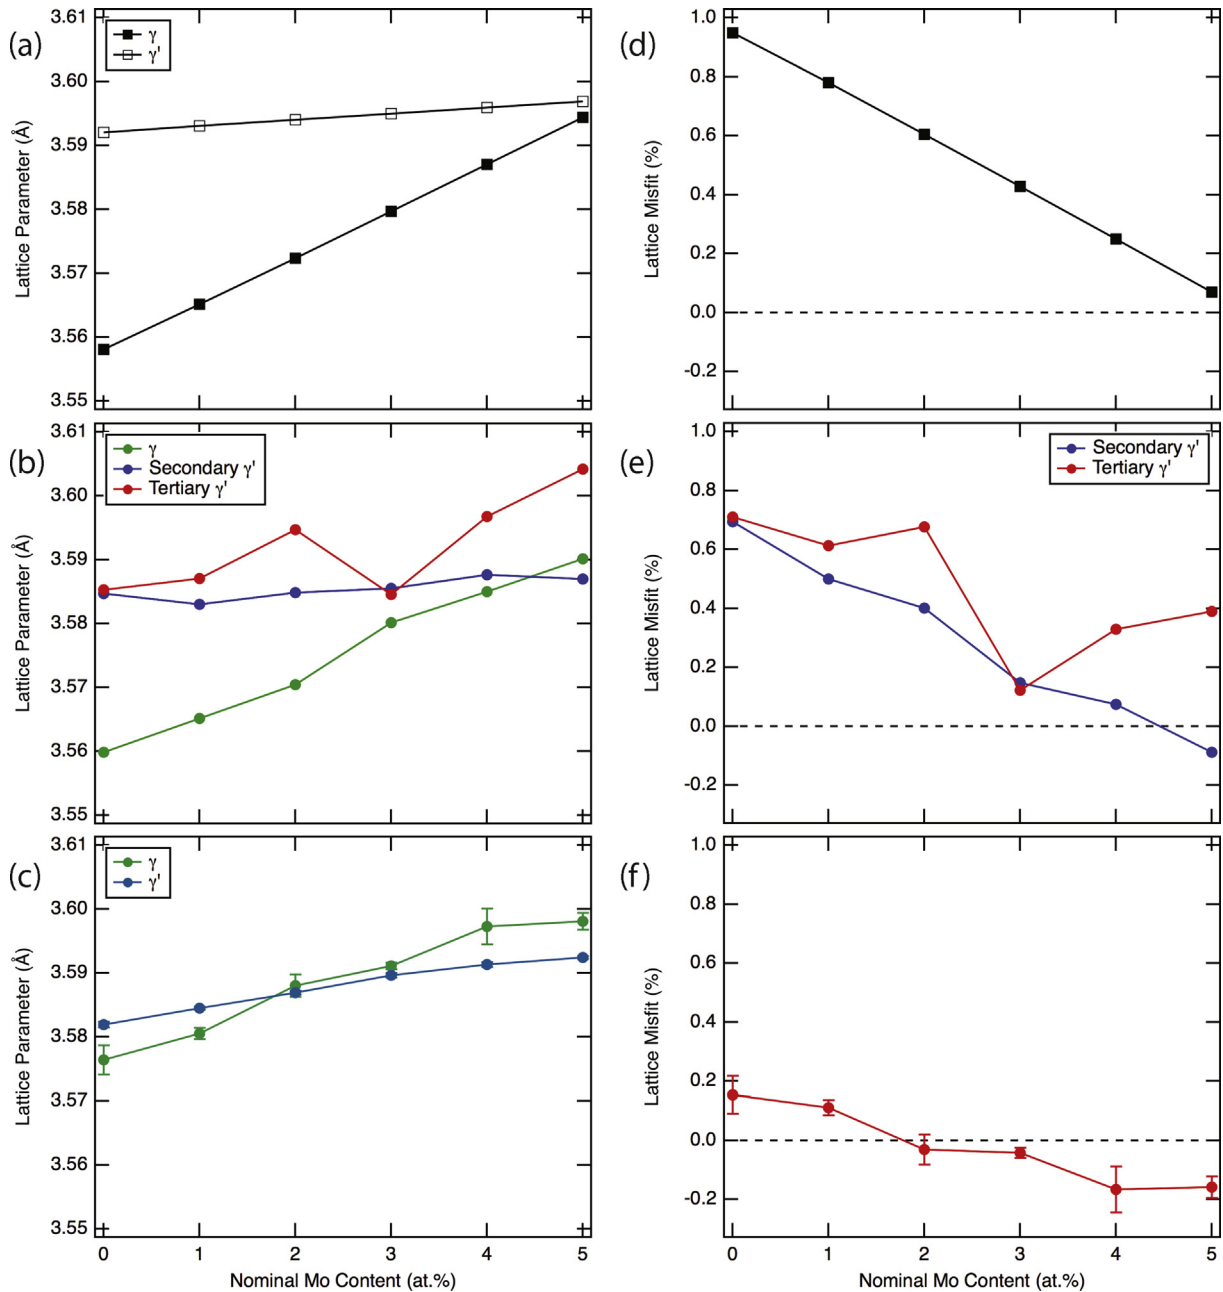 (a)
γ
γ'
3.61
3.60
3.59
3.58
3.57
3.56
3.55
Lattice Parameter (Å)
(d)
1.0
0.8
0.6
0.4
0.2
0.0
-0.2
Lattice Misfit (%)
(b)
γ
Secondary γ'
Tertiary γ'
3.61
3.60
3.59
3.58
3.57
3.56
3.55
Lattice Parameter (Å)
(e)
Secondary γ'
Tertiary γ'
1.0
0.8
0.6
0.4
0.2
0.0
-0.2
Lattice Misfit (%)
(c)
γ
γ'
3.61
3.60
3.59
3.58
3.57
3.56
3.55
Lattice Parameter (Å)
0 1 2 3 4 5
Nominal Mo Content (at.%)
(f)
1.0
0.8
0.6
0.4
0.2
0.0
-0.2
Lattice Misfit (%)
0 1 2 3 4 5
Nominal Mo Content (at.%)